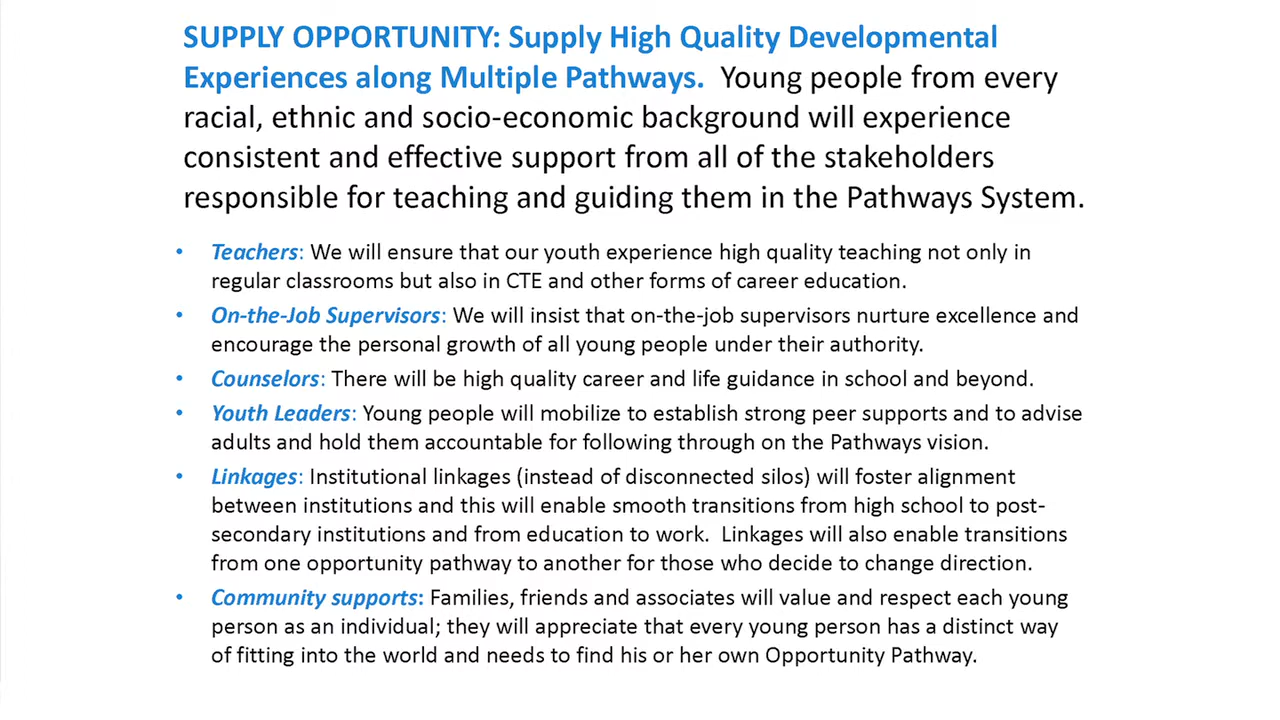 SUPPLY OPPORTUNITY: Supply High Quality Developmental
Experiences along Multiple Pathways. Young people from every
racial, ethnic and socio-economic background will experience
consistent and effective support from all of the stakeholders
responsible for teaching and guiding them in the Pathways System.
• Teachers: We will ensure that our youth experience high quality teaching not only in
regular classrooms but also in CTE and other forms of career education.
• On-the-Job Supervisors: We will insist that on-the-job supervisors nurture excellence and
encourage the personal growth of all young people under their authority.
• Counselors: There will be high quality career and life guidance in school and beyond.
• Youth Leaders: Young people will mobilize to establish strong peer supports and to advise
adults and hold them accountable for following through on the Pathways vision.
• Linkages: Institutional linkages (instead of disconnected silos) will foster alignment
between institutions and this will enable smooth transitions from high school to post-
secondary institutions and from education to work. Linkages will also enable transitions
from one opportunity pathway to another for those who decide to change direction.
• Community supports: Families, friends and associates will value and respect each young
person as an individual; they will appreciate that every young person has a distinct way
of fitting into the world and needs to find his or her own Opportunity Pathway.